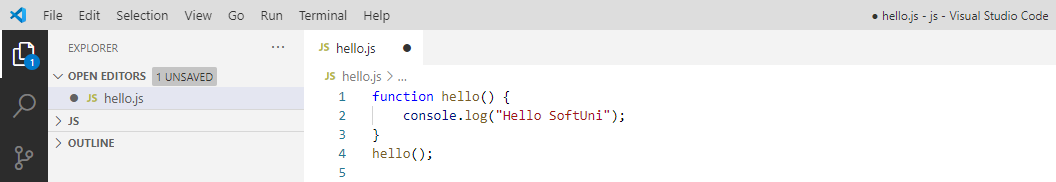 File Edit Selection View Go Run Terminal Help ● hello.js - js - Visual Studio Code
1
EXPLORER ...
OPEN EDITORS 1 UNSAVED
● JS hello.js
JS
OUTLINE
JS hello.js ●
JS hello.js > ...
1 function hello() {
2     console.log("Hello SoftUni");
3 }
4 hello();
5